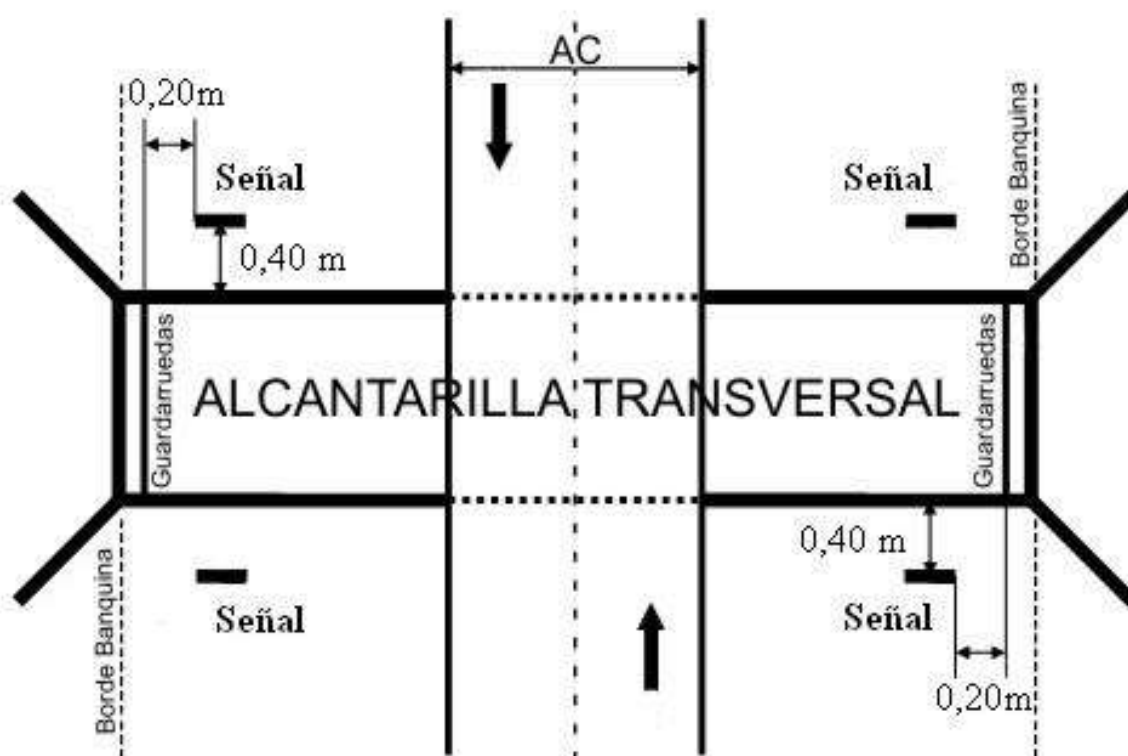 AC
0,20m
Señal
Señal
Borde Banquina
0,40 m
Guardarruedas
ALCANTARILLA TRANSVERSAL
Guardarruedas
0,40 m
Borde Banquina
Señal
Señal
0,20m